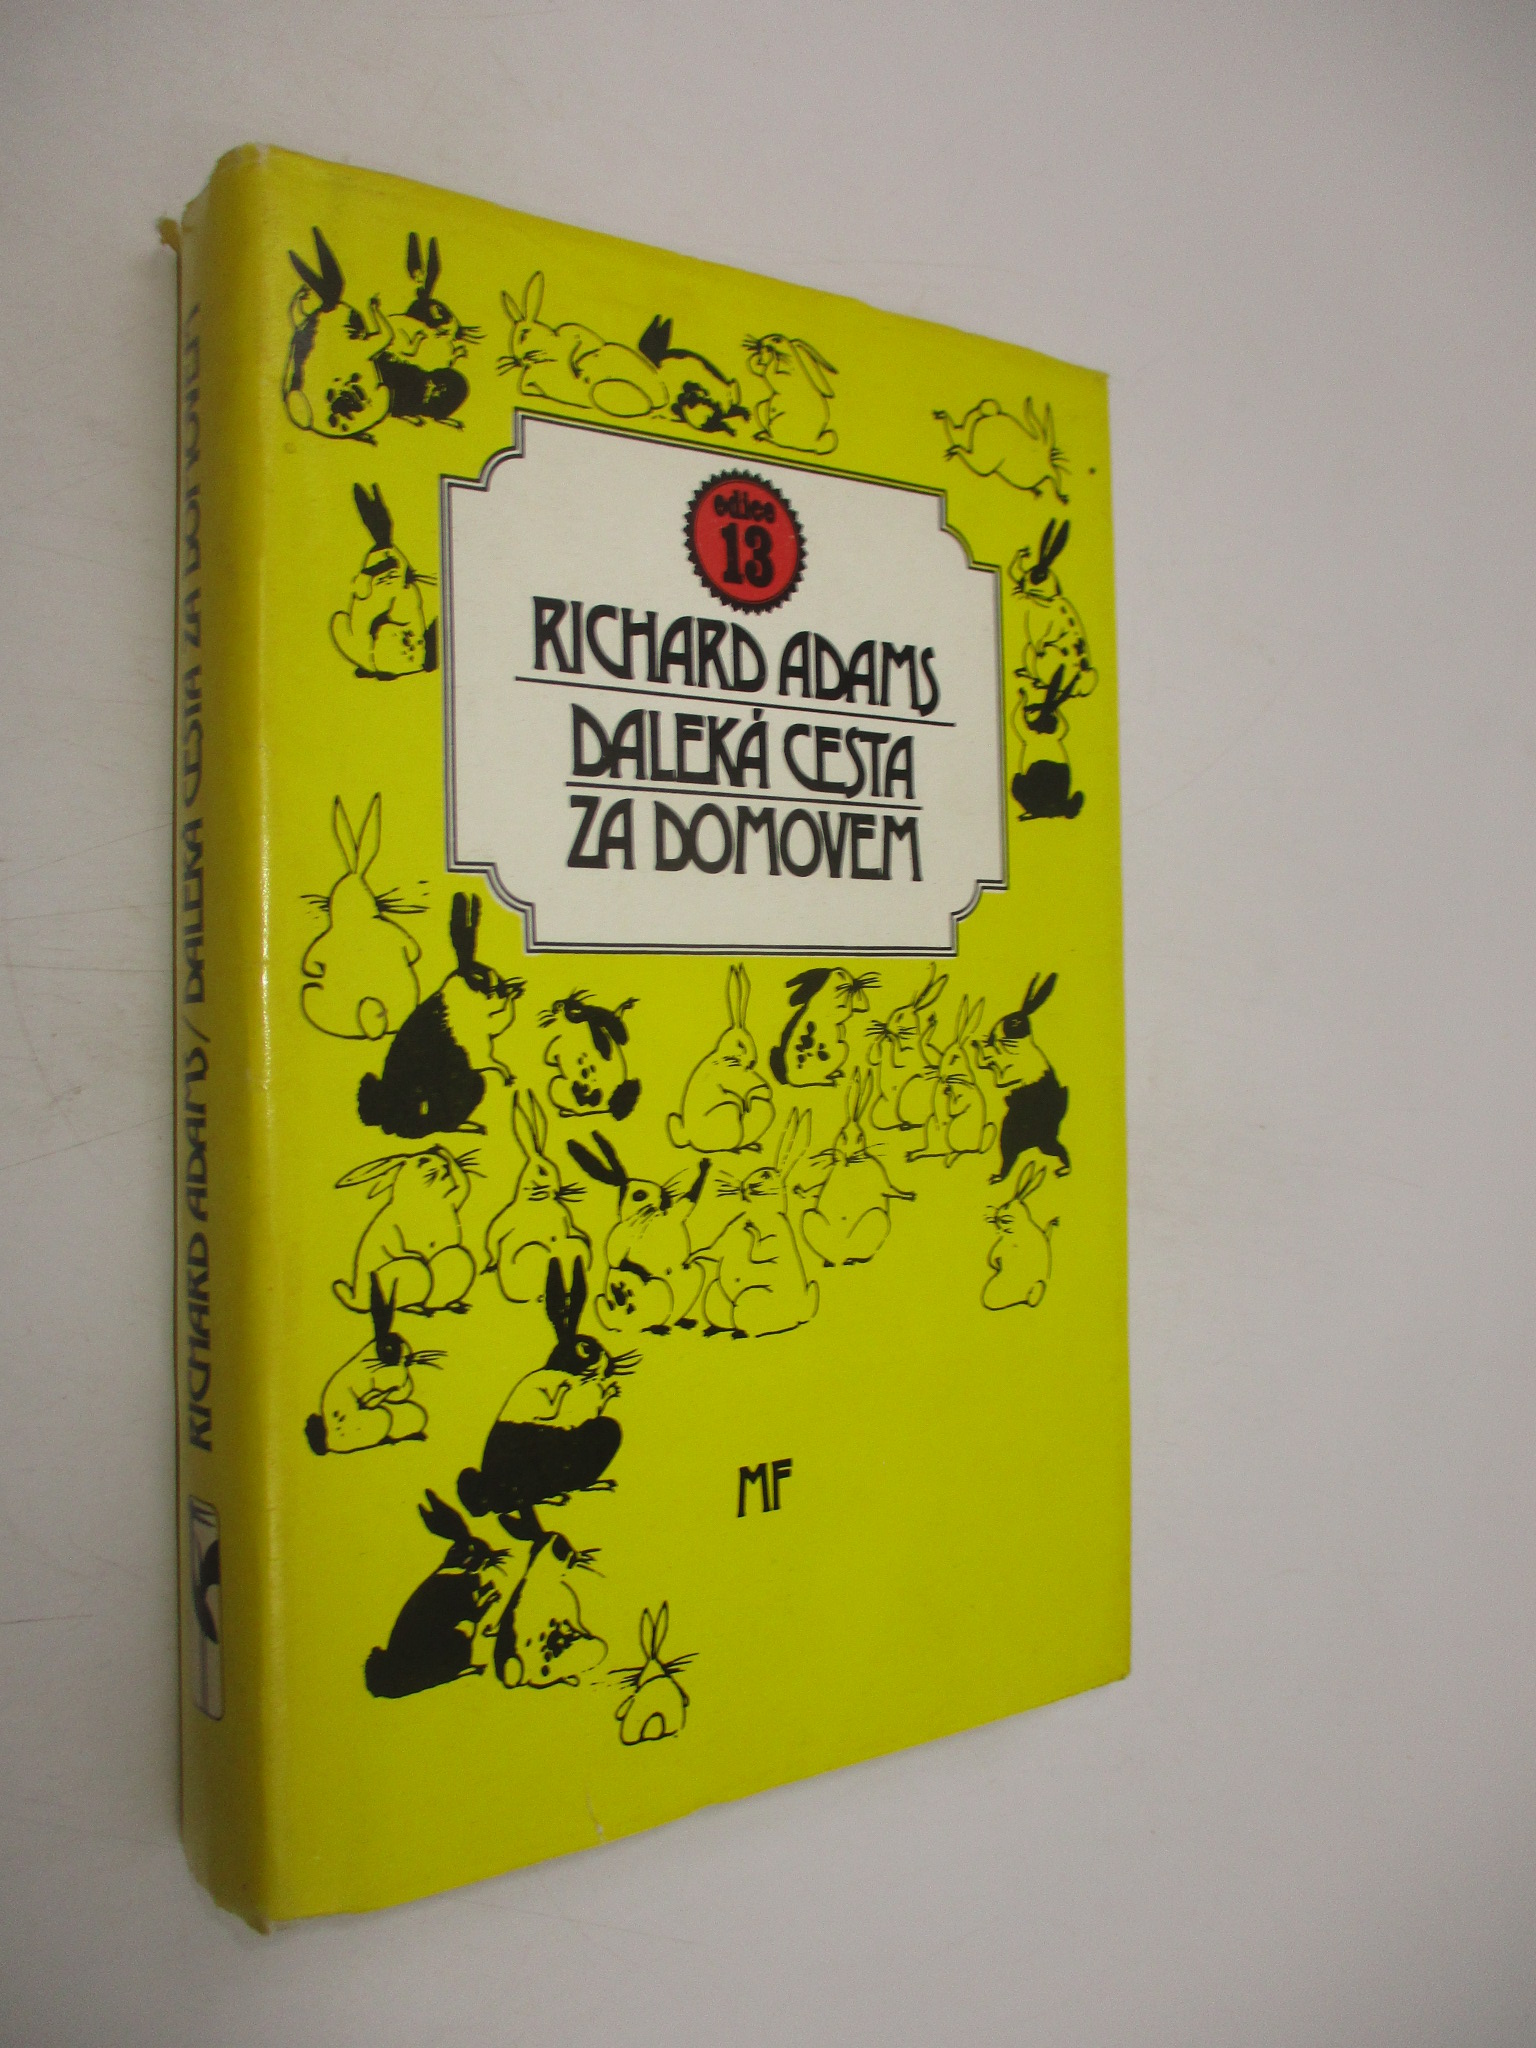 edice
13
RICHARD ADAMS
DALEKÁ CESTA
ZA DOMOVEM
MF
RICHARD ADAMS / DALEKÁ CESTA ZA DOMOVEM